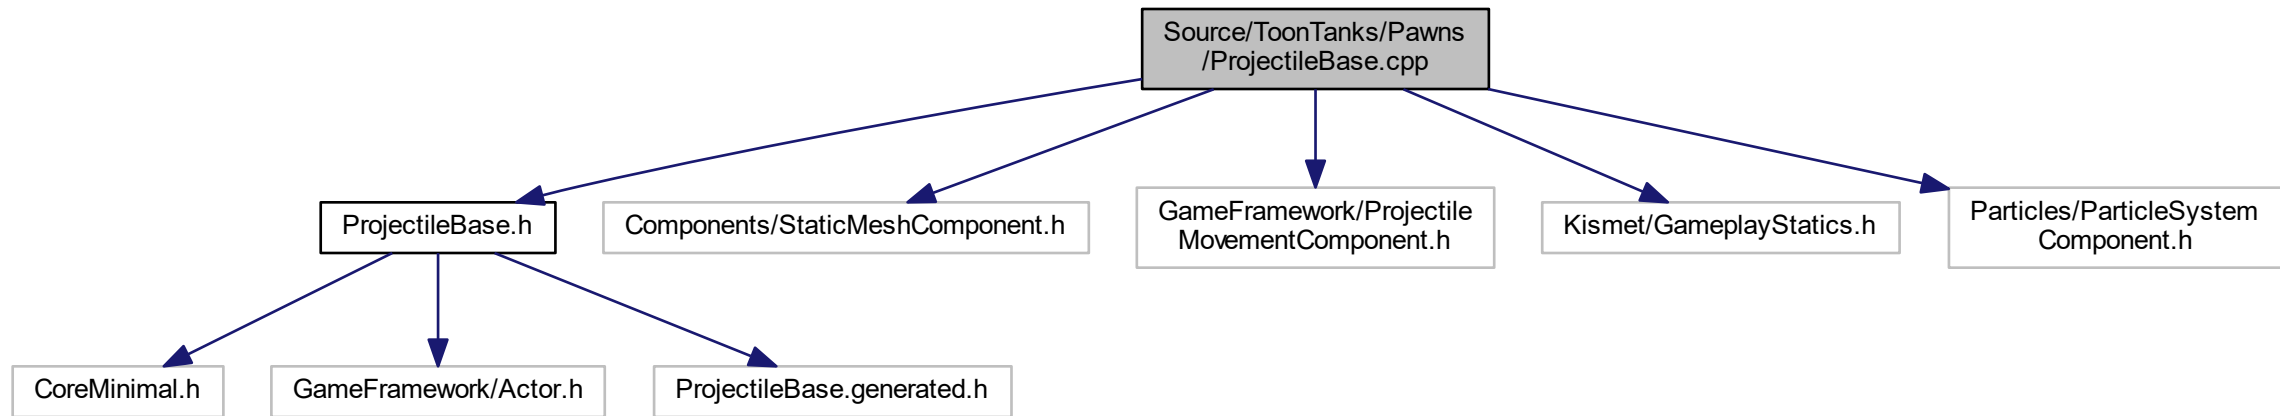 Source/ToonTanks/Pawns
/ProjectileBase.cpp
ProjectileBase.h
Components/StaticMeshComponent.h
GameFramework/Projectile
MovementComponent.h
Kismet/GameplayStatics.h
Particles/ParticleSystem
Component.h
CoreMinimal.h
GameFramework/Actor.h
ProjectileBase.generated.h